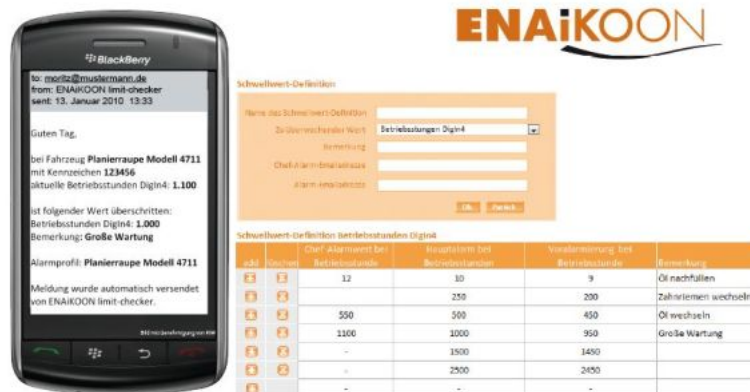 ENAiKOON
BlackBerry
to: moritz@mustermann.de
from: ENAiKOON limit-checker
sent: 13. Januar 2010 13:33
Guten Tag,
bei Fahrzeug Planierraupe Modell 4711
mit Kennzeichen 123456
aktuelle Betriebsstunden DigIn4: 1.100
ist folgender Wert überschritten:
Betriebsstunden DigIn4: 1.000
Bemerkung: Große Wartung
Alarmprofil: Planierraupe Modell 4711
Meldung wurde automatisch versendet
von ENAiKOON limit-checker.
Schwellwert-Definition
Name der Schwellwert-Definition
Zu überwachender Wert Betriebsstungen DigIn4
Bemerkung
Chef-Alarm-Emailadresse
Alarm-Emailadresse
Ok Zurück
Schwellwert-Definition Betriebsstunden DigIn4
add löschen Chef-Alarmwert bei Betriebsstunde Hauptalarm bei Betriebsstunden Voralarmierung bei Betriebsstunde Bemerkung
12 10 9 Öl nachfüllen
250 200 Zahnriemen wechseln
550 500 450 Öl wechseln
1100 1000 950 Große Wartung
- 1500 1450
- 2500 2450
- - -